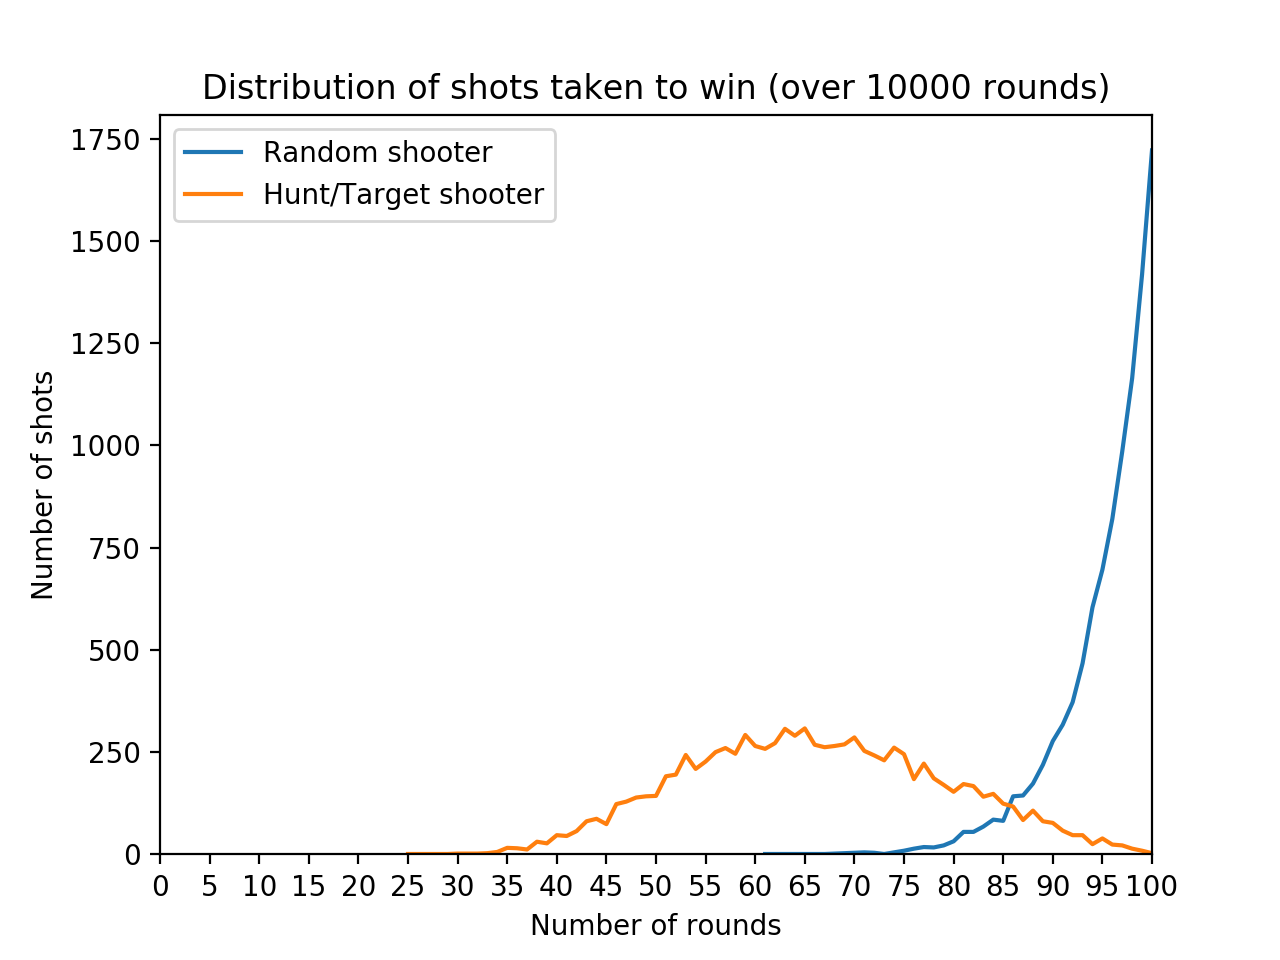 Distribution of shots taken to win (over 10000 rounds)
Random shooter
Hunt/Target shooter
1750
1500
1250
1000
750
500
250
0
Number of shots
0 5 10 15 20 25 30 35 40 45 50 55 60 65 70 75 80 85 90 95 100
Number of rounds